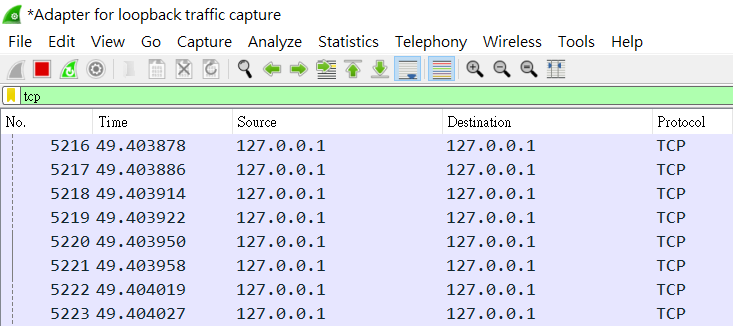 *Adapter for loopback traffic capture
File Edit View Go Capture Analyze Statistics Telephony Wireless Tools Help
tcp
No. Time Source Destination Protocol
5216 49.403878 127.0.0.1 127.0.0.1 TCP
5217 49.403886 127.0.0.1 127.0.0.1 TCP
5218 49.403914 127.0.0.1 127.0.0.1 TCP
5219 49.403922 127.0.0.1 127.0.0.1 TCP
5220 49.403950 127.0.0.1 127.0.0.1 TCP
5221 49.403958 127.0.0.1 127.0.0.1 TCP
5222 49.404019 127.0.0.1 127.0.0.1 TCP
5223 49.404027 127.0.0.1 127.0.0.1 TCP